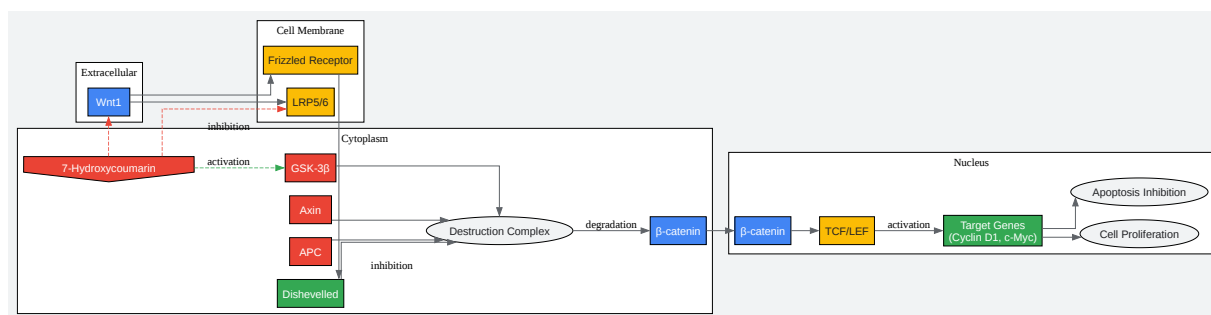 Cell Membrane
Frizzled Receptor
Extracellular
Wnt1
LRP5/6
inhibition
Cytoplasm
7-Hydroxycoumarin
activation
GSK-3β
Axin
APC
Dishevelled
Destruction Complex
inhibition
degradation
β-catenin
Nucleus
β-catenin
TCF/LEF
activation
Target Genes
(Cyclin D1, c-Myc)
Apoptosis Inhibition
Cell Proliferation